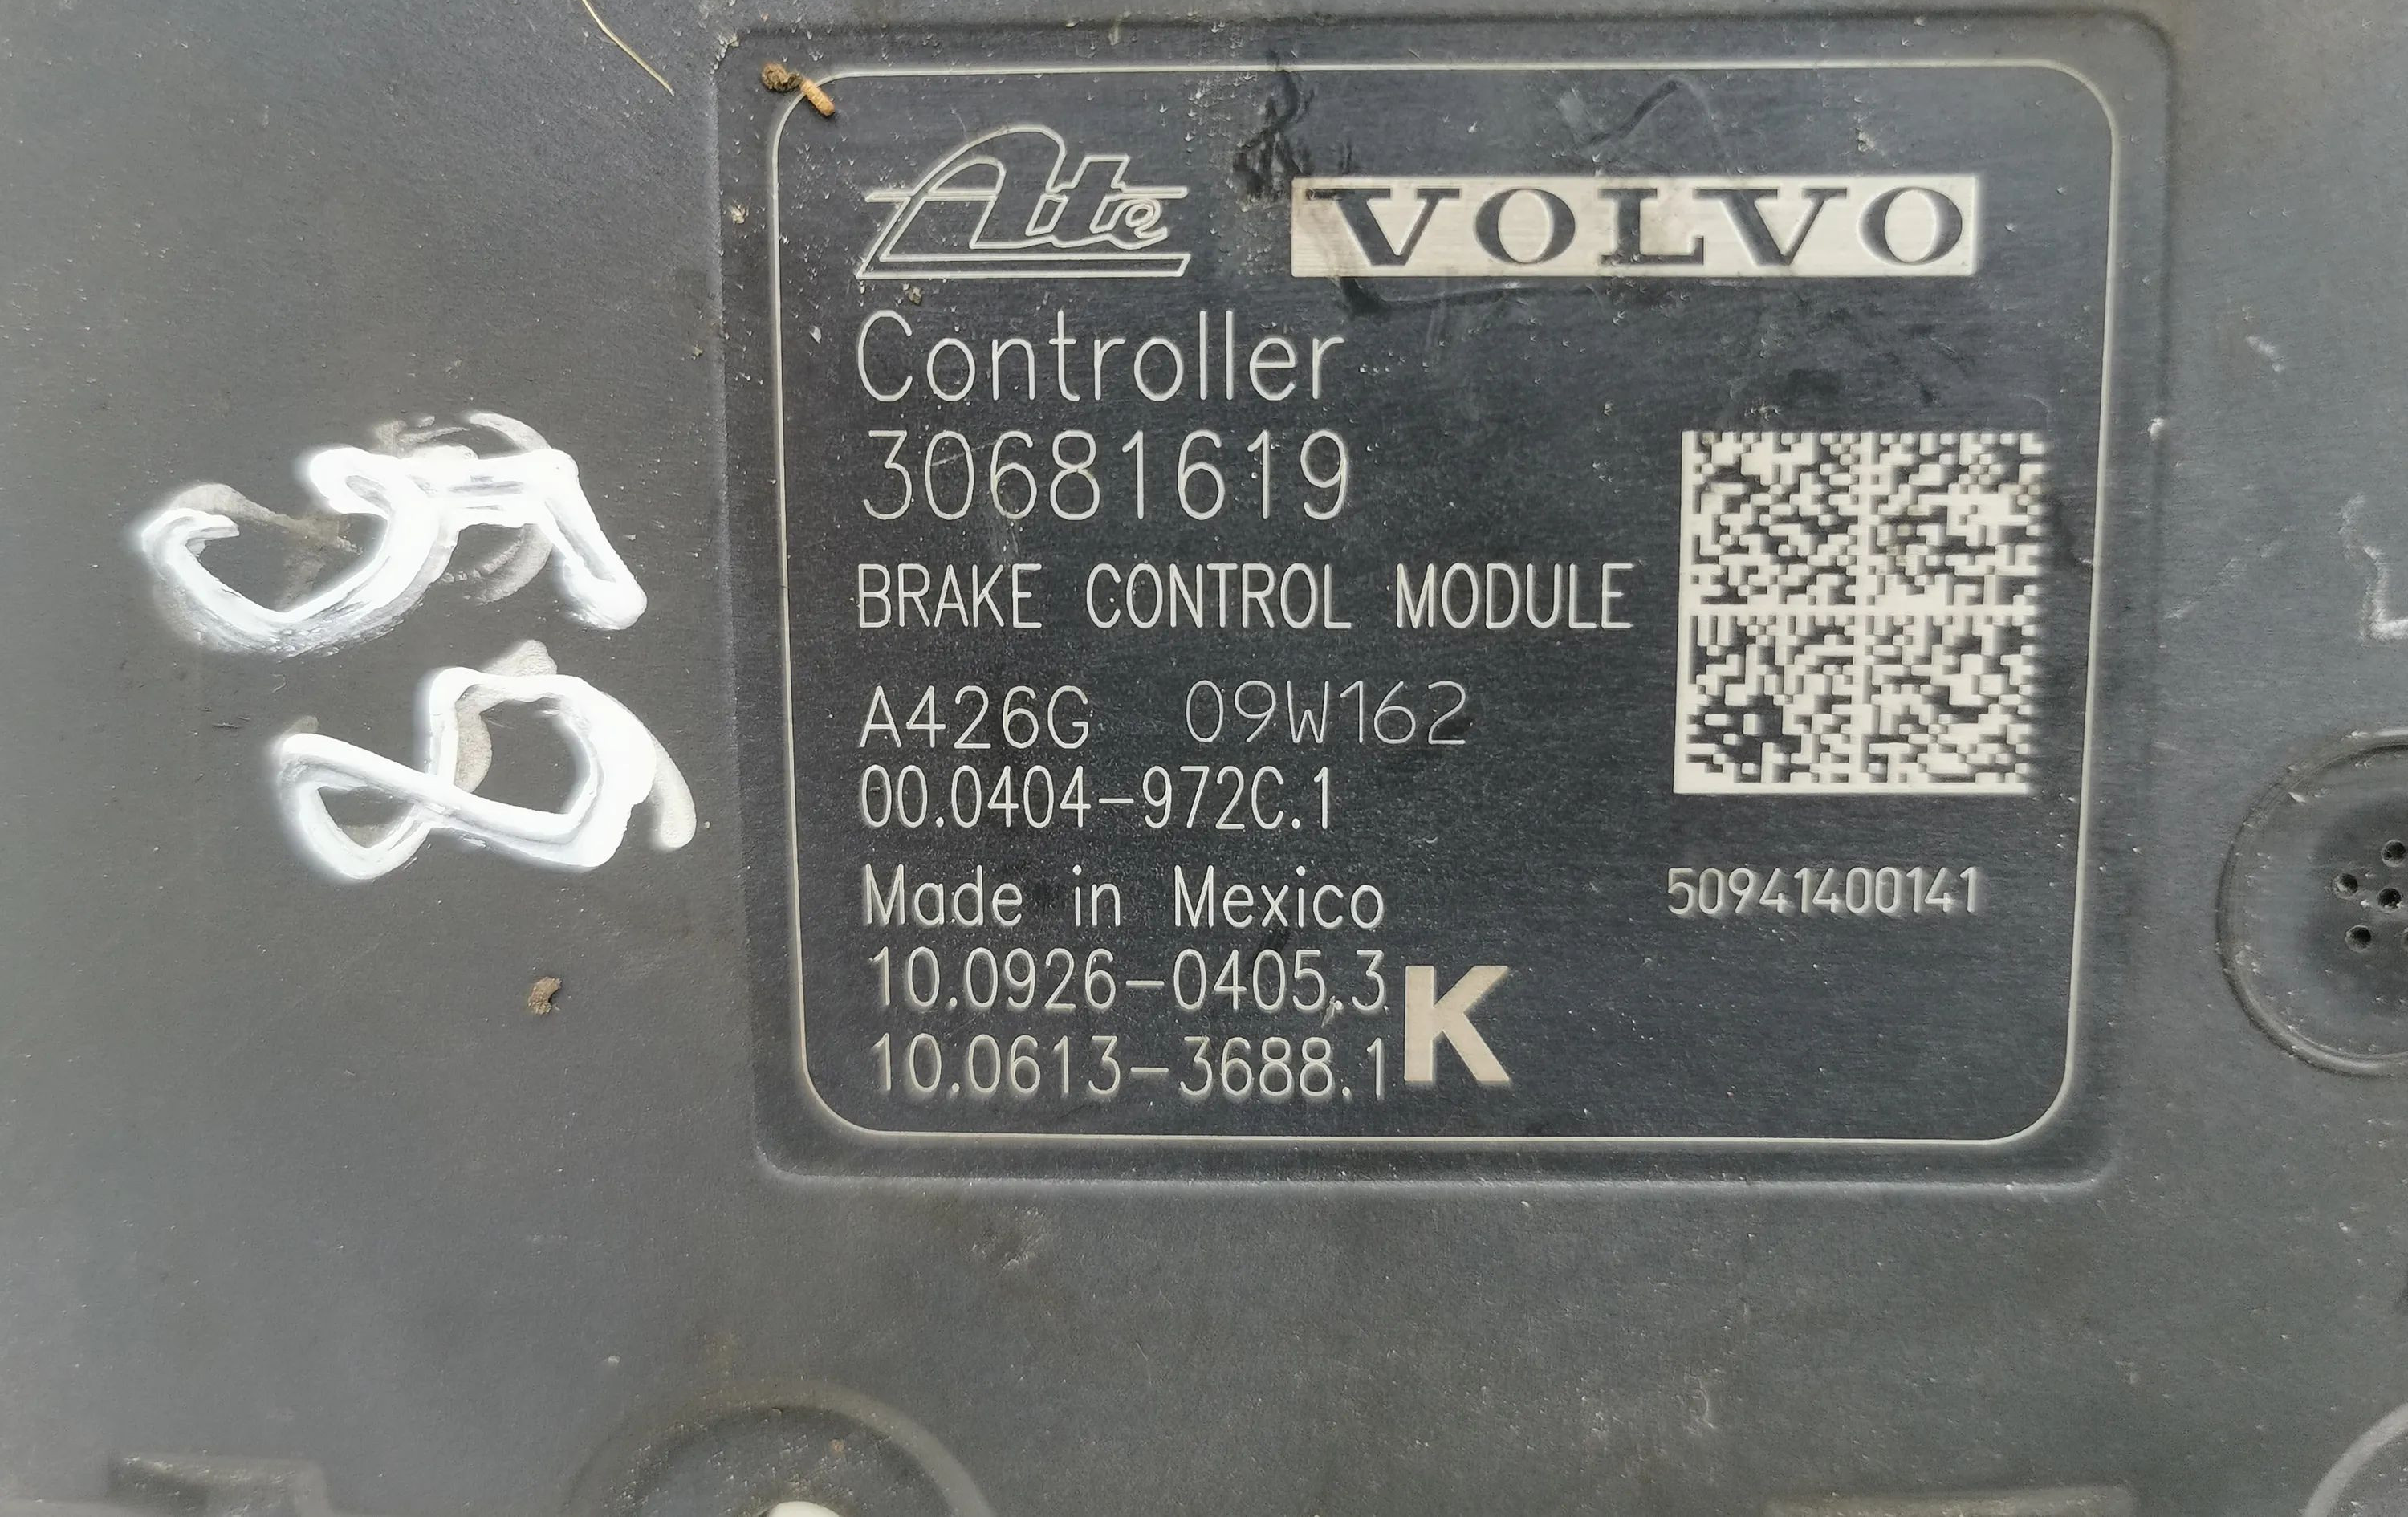 Ate VOLVO
Controller
30681619
BRAKE CONTROL MODULE
A426G 09W162
00.0404-972C.1
Made in Mexico
50941400141
10.0926-0405.3
10.0613-3688.1 K